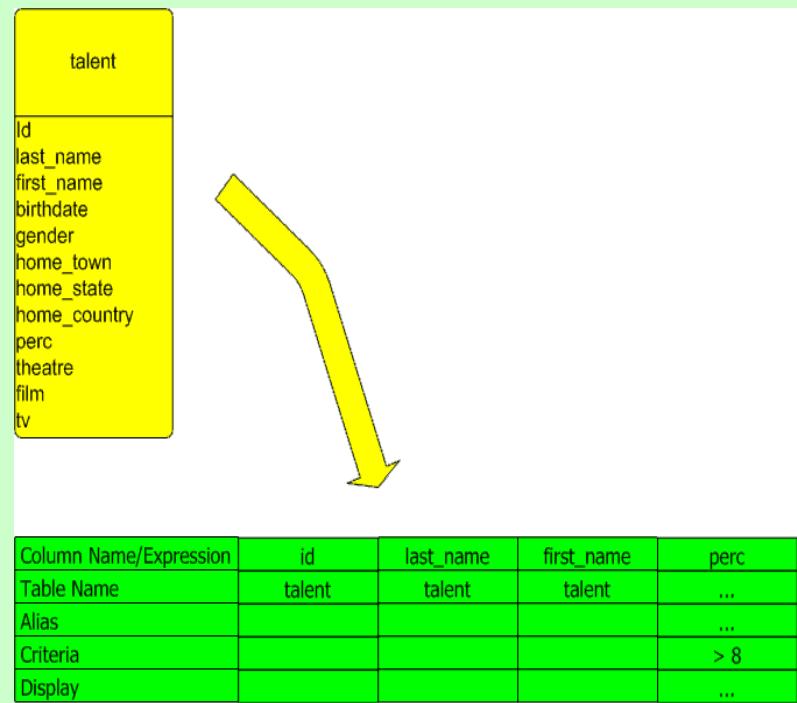 talent
Id
last_name
first_name
birthdate
gender
home_town
home_state
home_country
perc
theatre
film
tv
Column Name/Expression id last_name first_name perc
Table Name talent talent talent ...
Alias ...
Criteria > 8
Display ...